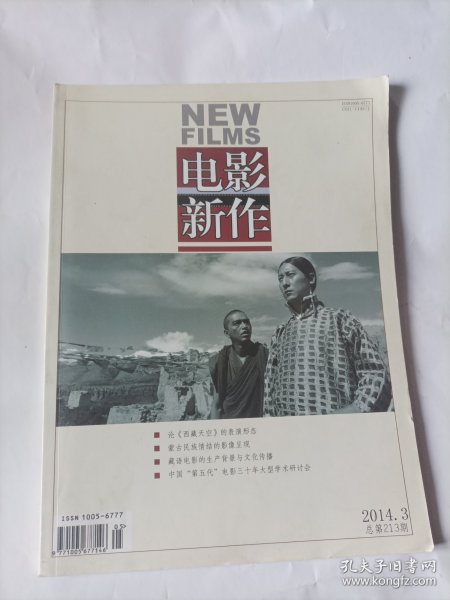 NEW
FILMS
电影
新作
论《西藏天空》的表演形态
蒙古民族情结的影像呈现
藏语电影的生产背景与文化传播
中国“第五代”电影三十年大型学术研讨会
ISSN 1005-6777
05
9 771005 677146
2014.3
总第213期
孔夫子旧书网
www.kongfz.com